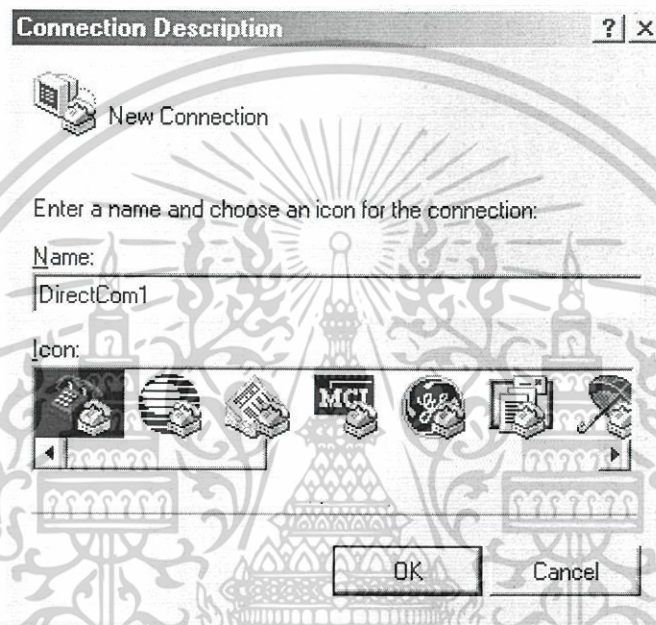 Connection Description
New Connection
Enter a name and choose an icon for the connection:
Name:
DirectCom1
Icon:
MCI
OK
Cancel